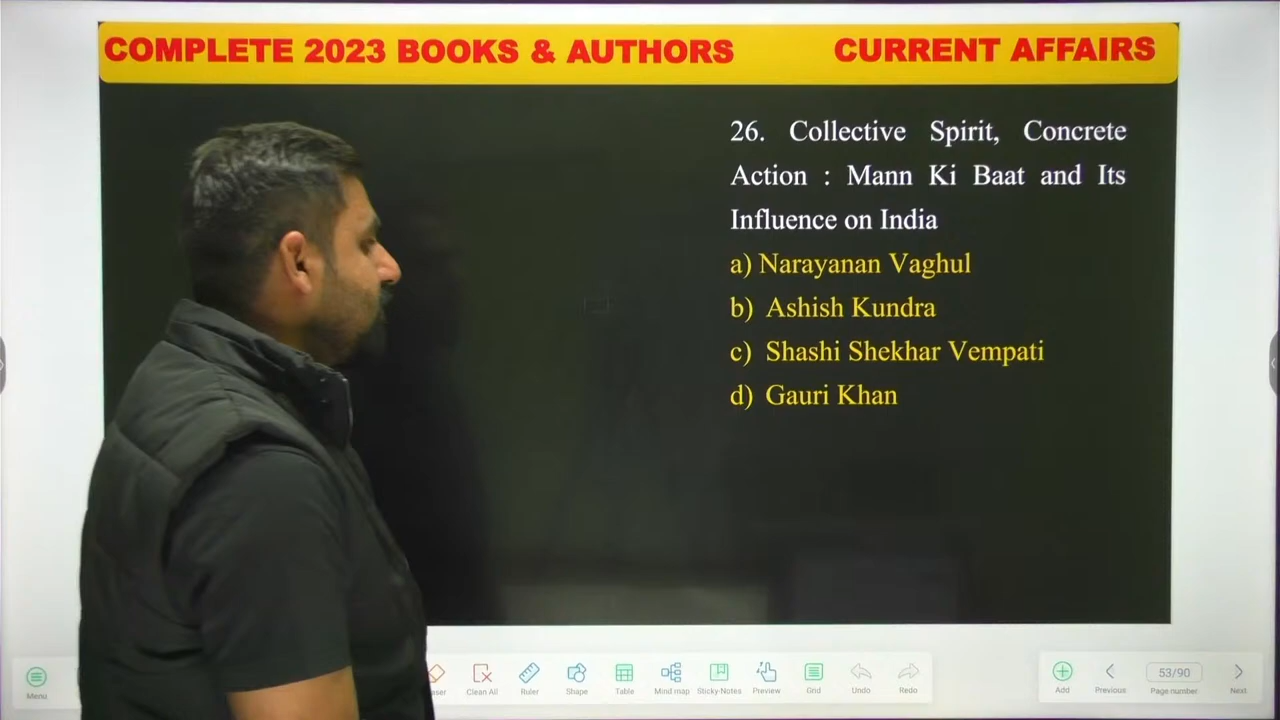 COMPLETE 2023 BOOKS & AUTHORS CURRENT AFFAIRS
26. Collective Spirit, Concrete
Action : Mann Ki Baat and Its
Influence on India
a) Narayanan Vaghul
b) Ashish Kundra
c) Shashi Shekhar Vempati
d) Gauri Khan
Menu
Clean All
Ruler
Shape
Table
Mind map
Sticky-Notes
Preview
Grid
Undo
Redo
Add
Previous
53/90
Page number
Next